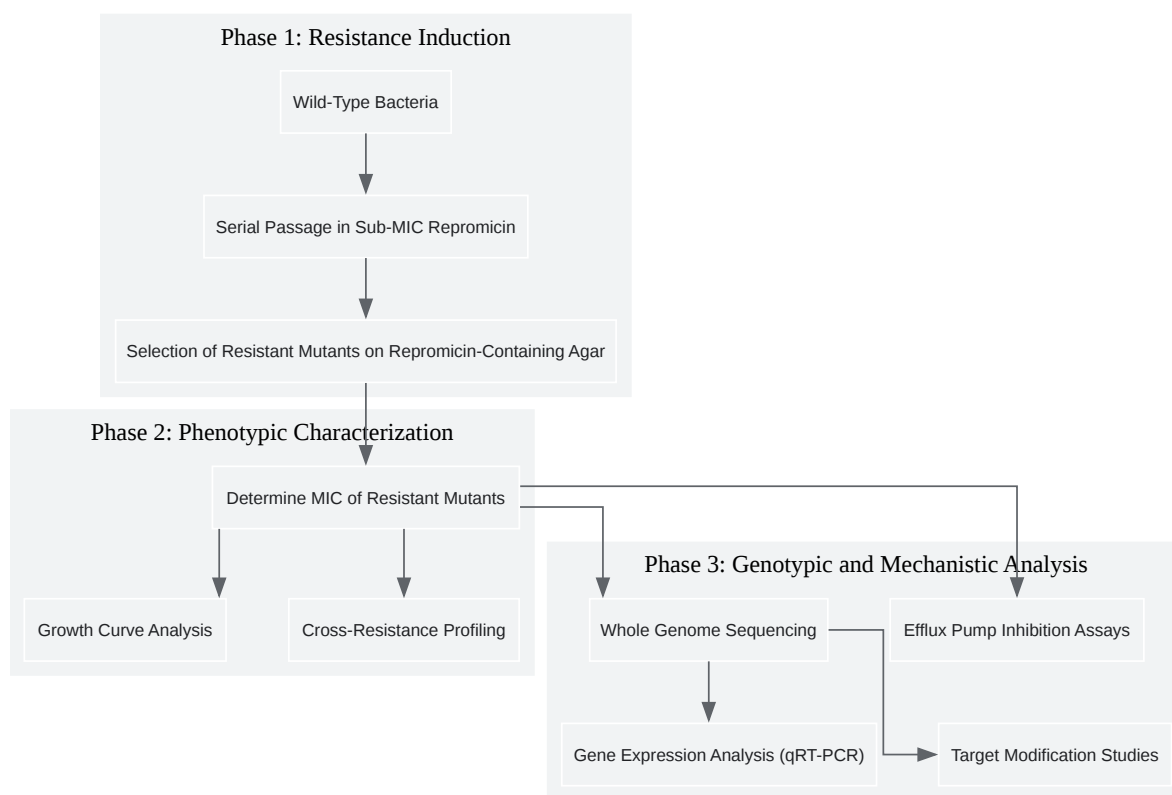 Phase 1: Resistance Induction
Wild-Type Bacteria
Serial Passage in Sub-MIC Repromicin
Selection of Resistant Mutants on Repromicin-Containing Agar
Phase 2: Phenotypic Characterization
Determine MIC of Resistant Mutants
Growth Curve Analysis
Cross-Resistance Profiling
Phase 3: Genotypic and Mechanistic Analysis
Whole Genome Sequencing
Efflux Pump Inhibition Assays
Gene Expression Analysis (qRT-PCR)
Target Modification Studies